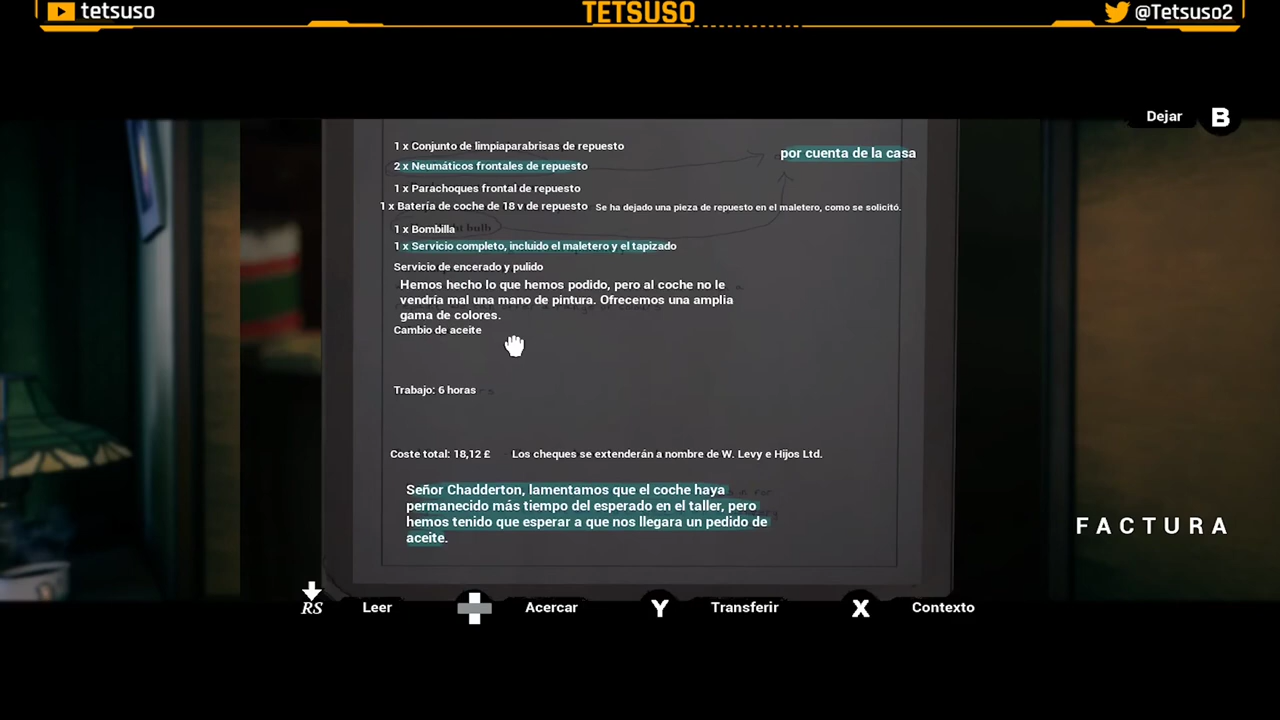 tetsuso
TETSUSO
@Tetsuso2
Dejar B
1 x Conjunto de limpiaparabrisas de repuesto
por cuenta de la casa
2 x Neumáticos frontales de repuesto
1 x Parachoques frontal de repuesto
1 x Batería de coche de 18 v de repuesto Se ha dejado una pieza de repuesto en el maletero, como se solicitó.
1 x Bombilla bulb
1 x Servicio completo, incluido el maletero y el tapizado
Servicio de encerado y pulido
Hemos hecho lo que hemos podido, pero al coche no le
vendría mal una mano de pintura. Ofrecemos una amplia
gama de colores.
Cambio de aceite
Trabajo: 6 horas
Coste total: 18,12 £ Los cheques se extenderán a nombre de W. Levy e Hijos Ltd.
Señor Chadderton, lamentamos que el coche haya
permanecido más tiempo del esperado en el taller, pero
hemos tenido que esperar a que nos llegara un pedido de
aceite.
FACTURA
RS Leer Acercar Y Transferir X Contexto